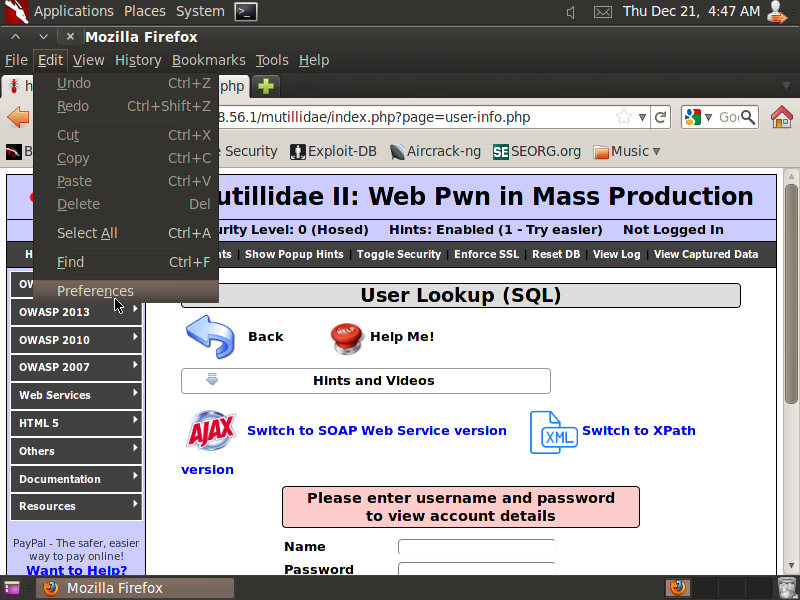 Applications Places System Thu Dec 21, 4:47 AM
Mozilla Firefox
File Edit View History Bookmarks Tools Help
h php
Undo Ctrl+Z
Redo Ctrl+Shift+Z
Cut Ctrl+X
Copy Ctrl+C
Paste Ctrl+V
Delete Del
Select All Ctrl+A
Find Ctrl+F
Preferences
8.56.1/mutillidae/index.php?page=user-info.php Goo
B Security Exploit-DB Aircrack-ng SE SEORG.org Music
utillidae II: Web Pwn in Mass Production
urity Level: 0 (Hosed) Hints: Enabled (1 - Try easier) Not Logged In
H nts | Show Popup Hints | Toggle Security | Enforce SSL | Reset DB | View Log | View Captured Data
OW
OWASP 2013
OWASP 2010
OWASP 2007
Web Services
HTML 5
Others
Documentation
Resources
PayPal - The safer, easier
way to pay online!
Want to Help?
User Lookup (SQL)
Back HELP Help Me!
Hints and Videos
AJAX Switch to SOAP Web Service version XML Switch to XPath
version
Please enter username and password
to view account details
Name
Password
Mozilla Firefox